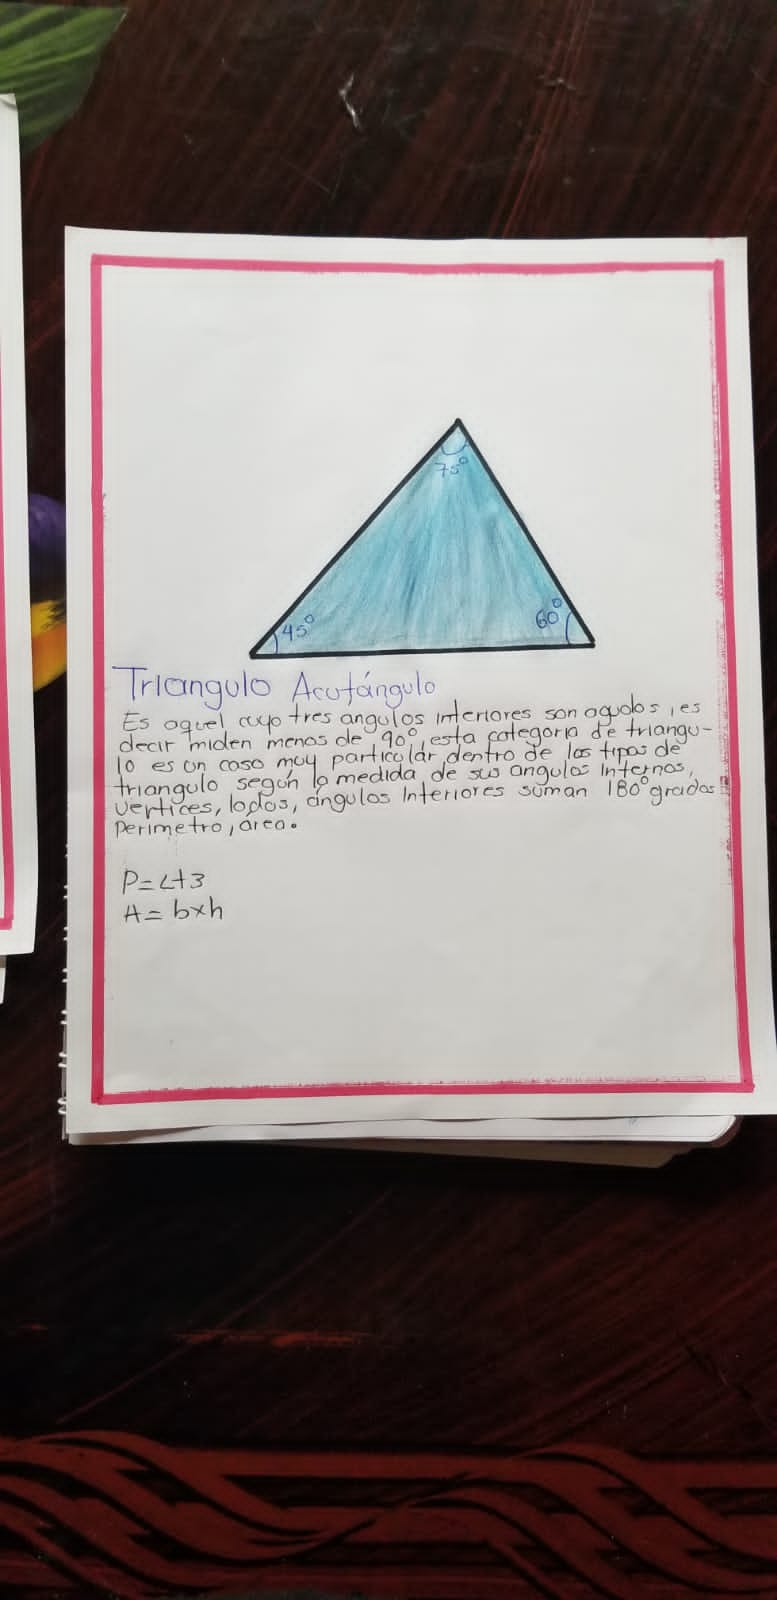 75°
45°
60°
Triangulo Acutángulo
Es aquel cuyo tres angulos interiores son agudos, es
decir miden menos de 90°, esta categoria de triangu-
lo es un caso muy particular dentro de los tipos de
triangulo según la medida de sus angulos internos,
vertices, lados, ángulos interiores suman 180° grados
perimetro, área.
P=L+3
A= bxh